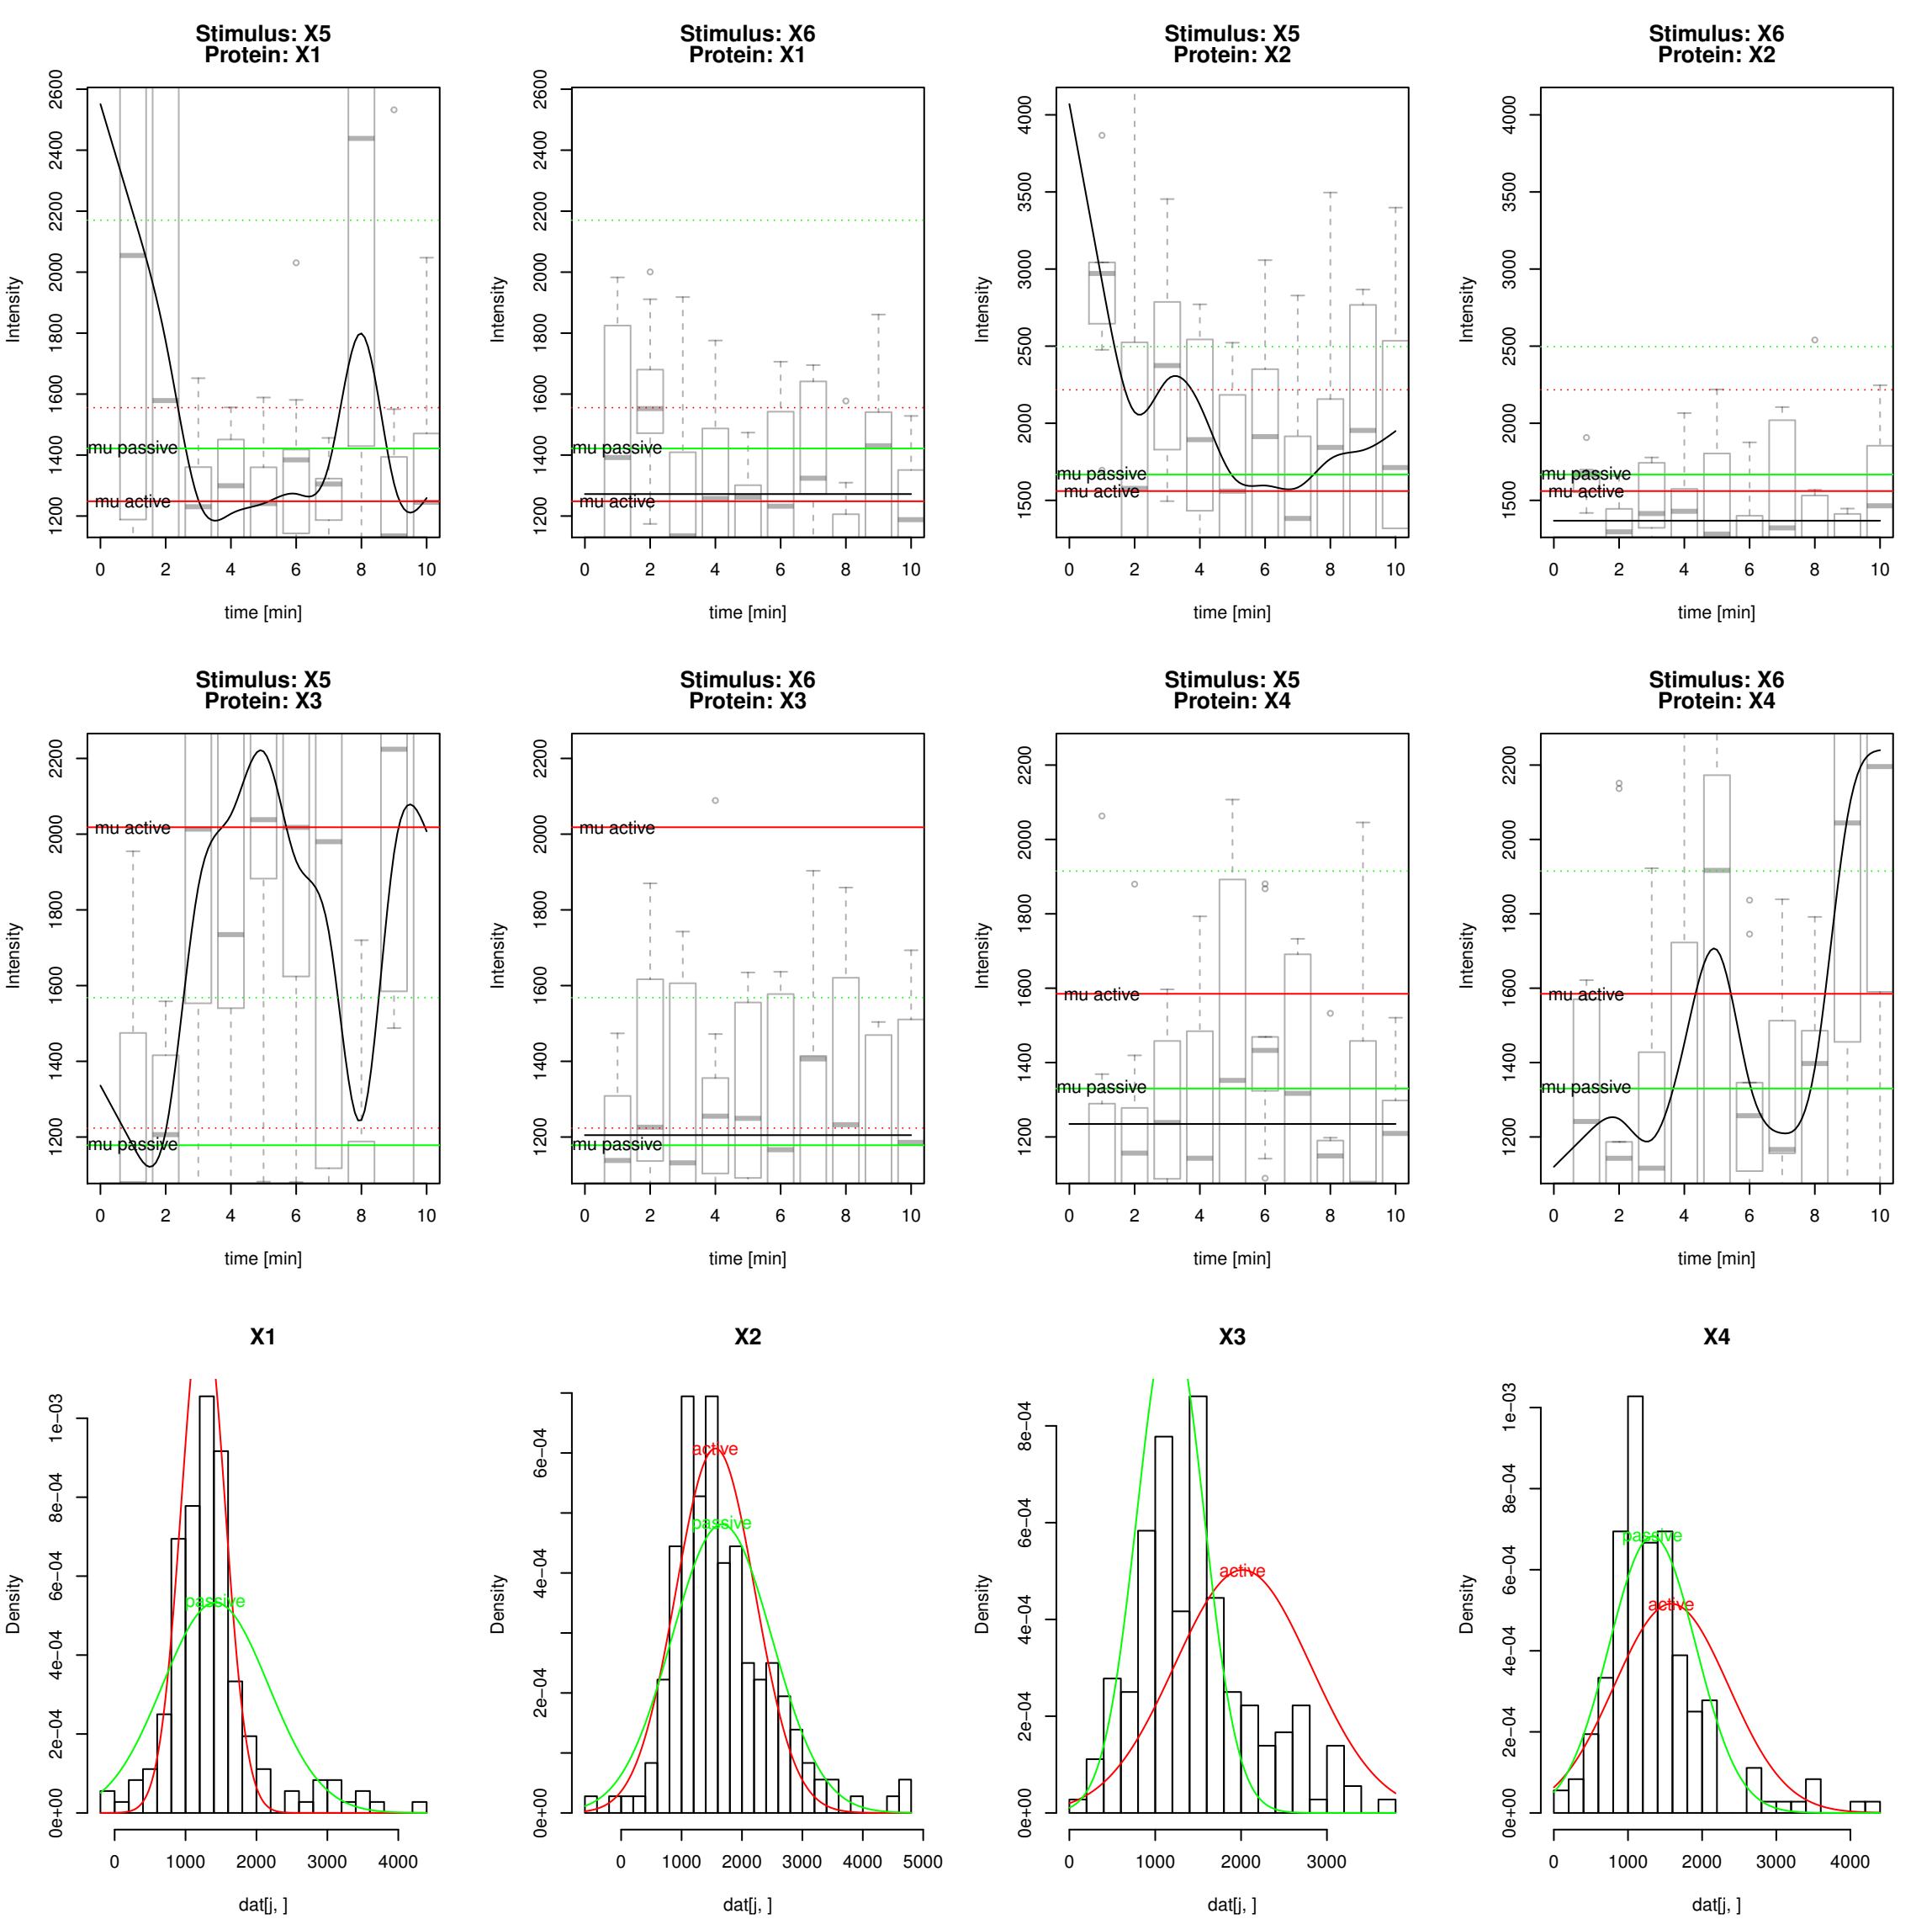 Stimulus: X5
Protein: X1
Intensity
2600
2400
2200
2000
1800
1600
1400
1200
mu passive
mu active
0 2 4 6 8 10
time [min]
Stimulus: X6
Protein: X1
Intensity
2600
2400
2200
2000
1800
1600
1400
1200
mu passive
mu active
0 2 4 6 8 10
time [min]
Stimulus: X5
Protein: X2
Intensity
4000
3500
3000
2500
2000
1500
mu passive
mu active
0 2 4 6 8 10
time [min]
Stimulus: X6
Protein: X2
Intensity
4000
3500
3000
2500
2000
1500
mu passive
mu active
0 2 4 6 8 10
time [min]
Stimulus: X5
Protein: X3
Intensity
2200
2000
1800
1600
1400
1200
mu active
mu passive
0 2 4 6 8 10
time [min]
Stimulus: X6
Protein: X3
Intensity
2200
2000
1800
1600
1400
1200
mu active
mu passive
0 2 4 6 8 10
time [min]
Stimulus: X5
Protein: X4
Intensity
2200
2000
1800
1600
1400
1200
mu active
mu passive
0 2 4 6 8 10
time [min]
Stimulus: X6
Protein: X4
Intensity
2200
2000
1800
1600
1400
1200
mu active
mu passive
0 2 4 6 8 10
time [min]
X1
Density
1e−03
8e−04
6e−04
4e−04
2e−04
0e+00
passive
0 1000 2000 3000 4000
dat[j, ]
X2
Density
6e−04
4e−04
2e−04
0e+00
active
passive
0 1000 2000 3000 4000 5000
dat[j, ]
X3
Density
8e−04
6e−04
4e−04
2e−04
0e+00
active
0 1000 2000 3000
dat[j, ]
X4
Density
1e−03
8e−04
6e−04
4e−04
2e−04
0e+00
passive
active
0 1000 2000 3000 4000
dat[j, ]